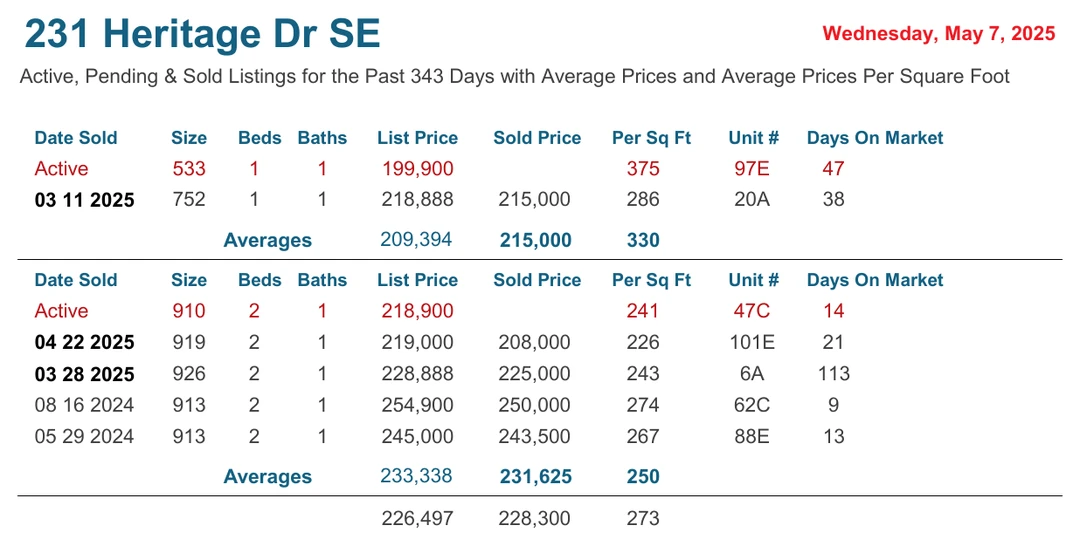 231 Heritage Dr SE
Wednesday, May 7, 2025
Active, Pending & Sold Listings for the Past 343 Days with Average Prices and Average Prices Per Square Foot
Date Sold Size Beds Baths List Price Sold Price Per Sq Ft Unit # Days On Market
Active 533 1 1 199,900 375 97E 47
03 11 2025 752 1 1 218,888 215,000 286 20A 38
Averages 209,394 215,000 330
Date Sold Size Beds Baths List Price Sold Price Per Sq Ft Unit # Days On Market
Active 910 2 1 218,900 241 47C 14
04 22 2025 919 2 1 219,000 208,000 226 101E 21
03 28 2025 926 2 1 228,888 225,000 243 6A 113
08 16 2024 913 2 1 254,900 250,000 274 62C 9
05 29 2024 913 2 1 245,000 243,500 267 88E 13
Averages 233,338 231,625 250
226,497 228,300 273